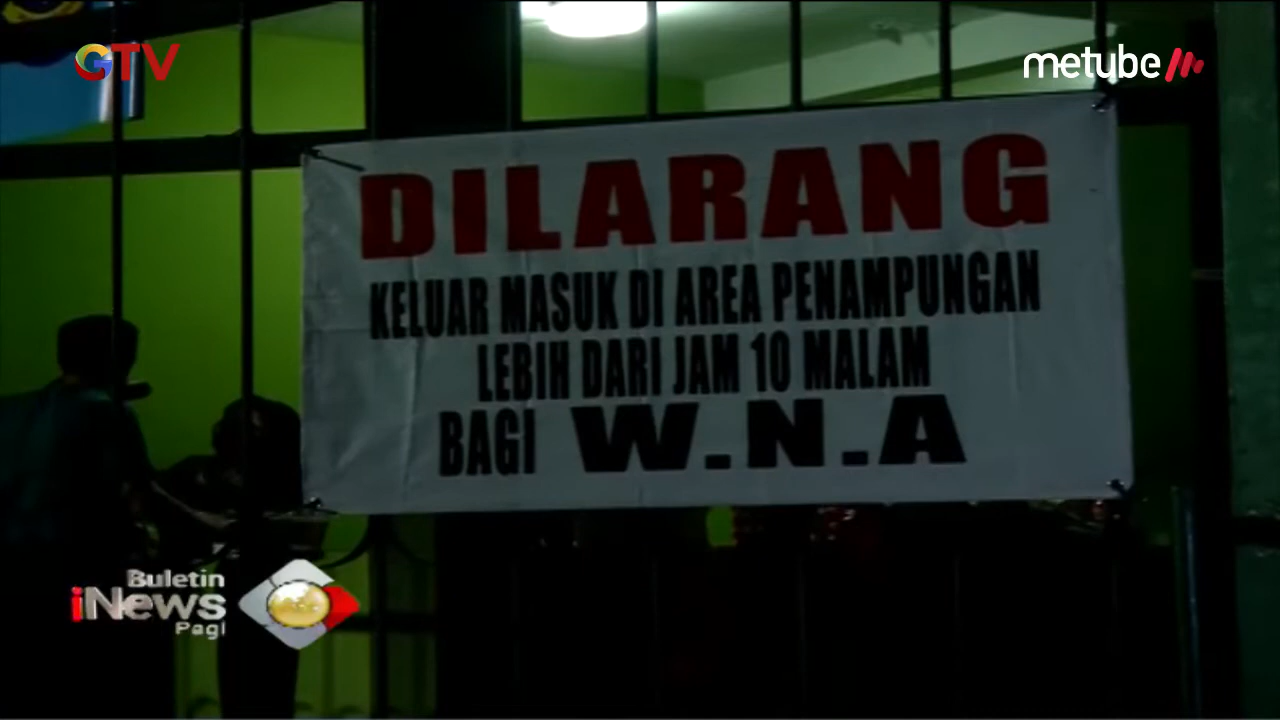 GTV
metube
DILARANG
KELUAR MASUK DI AREA PENAMPUNGAN
LEBIH DARI JAM 10 MALAM
BAGI W.N.A
Buletin
iNews
Pagi